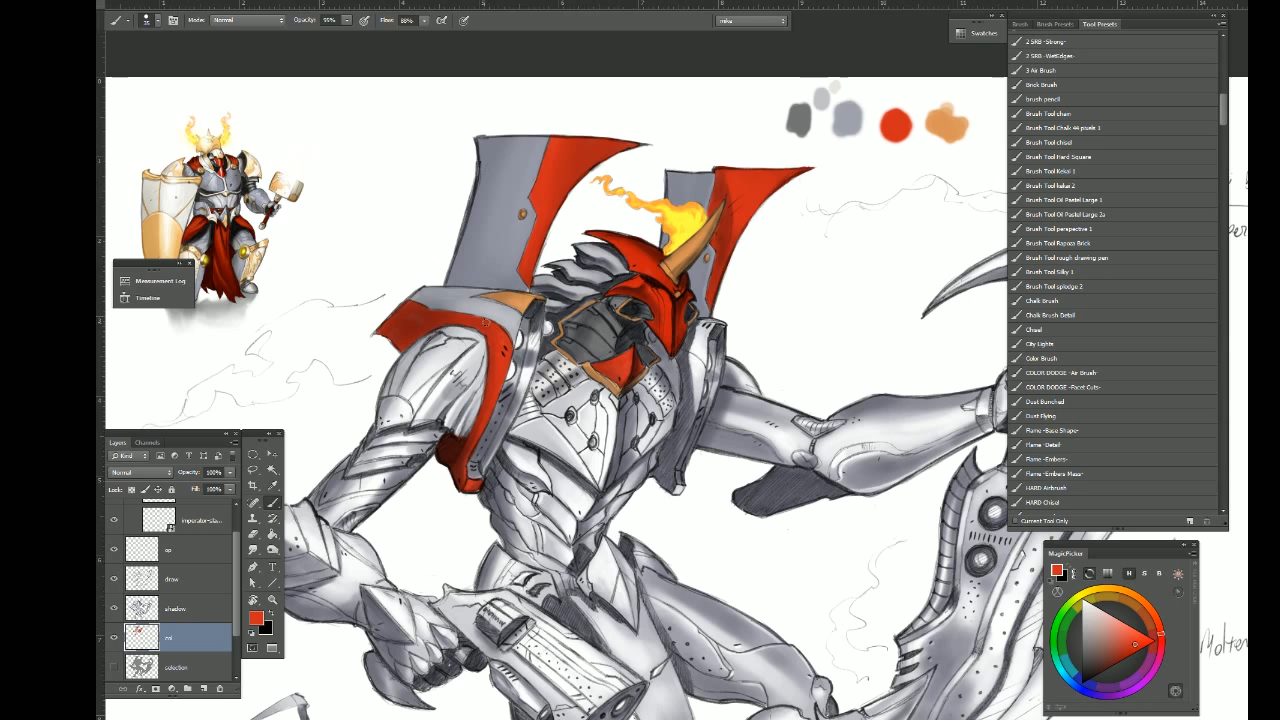 Mode: Normal Opacity: 99% Flow: 88% mike
Swatches
Brush Brush Presets Tool Presets
2 SRB -Strong-
2 SRB -WetEdges-
3 Air Brush
Brick Brush
brush pencil
Brush Tool chain
Brush Tool Chalk 44 pixels 1
Brush Tool chisel
Brush Tool Hard Square
Brush Tool Kekai 1
Brush Tool kekai 2
Brush Tool Oil Pastel Large 1
Brush Tool Oil Pastel Large 2a
Brush Tool perspective 1
Brush Tool Rapoza Brick
Brush Tool rough drawing pen
Brush Tool Silky 1
Brush Tool splodge 2
Chalk Brush
Chalk Brush Detail
Chisel
City Lights
Color Brush
COLOR DODGE -Air Brush-
COLOR DODGE -Facet Cuts-
Dust Bunched
Dust Flying
Flame -Base Shape-
Flame -Detail-
Flame -Embers-
Flame -Embers Mass-
HARD Airbrush
HARD Chisel
Current Tool Only
Measurement Log
Timeline
Layers Channels
Kind
Normal Opacity: 100%
Lock: Fill: 100%
imperator-sla...
op
draw
shadow
col
selection
MagicPicker
H S B
Molten